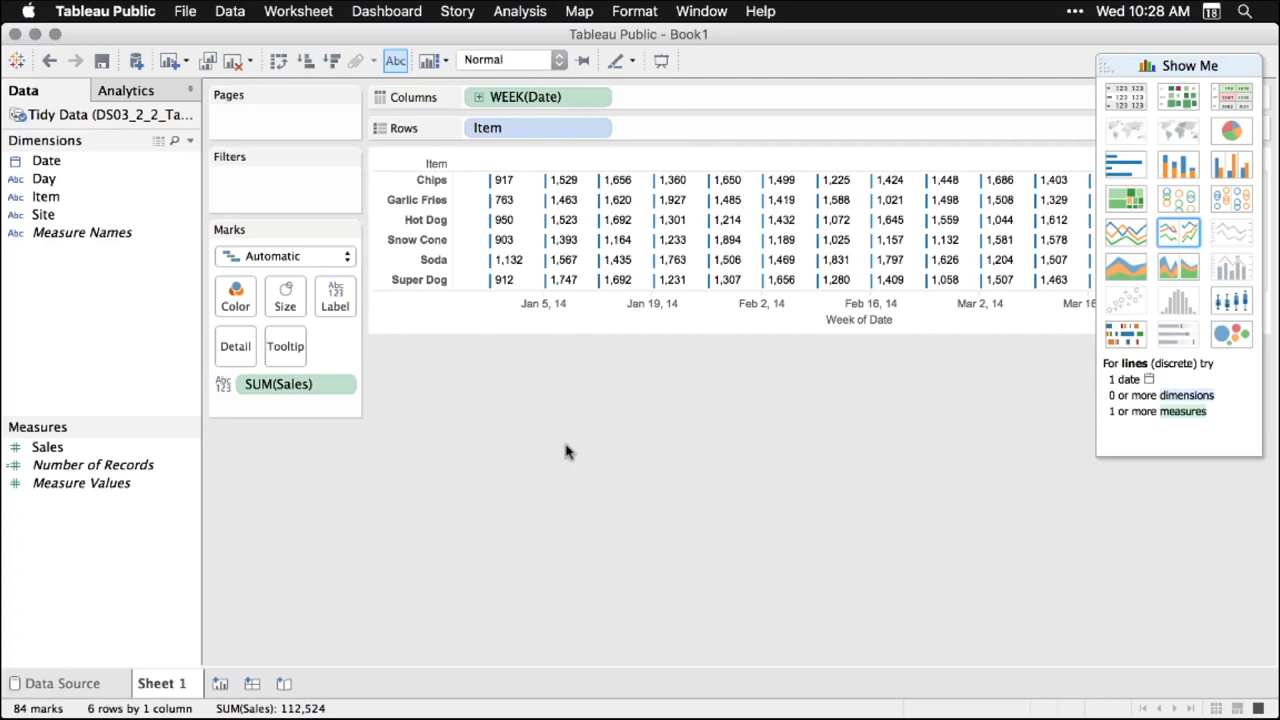 Tableau Public File Data Worksheet Dashboard Story Analysis Map Format Window Help ••• Wed 10:28 AM 18
Tableau Public - Book1
Abc Normal
Show Me
Data Analytics
Tidy Data (DS03_2_2_Ta...
Dimensions
Date
Abc Day
Abc Item
Abc Site
Abc Measure Names
Measures
Sales
Number of Records
Measure Values
Pages
Filters
Marks
Automatic
Color Size Abc 123 Label
Detail Tooltip
Abc 123 SUM(Sales)
Columns WEEK(Date)
Rows Item
Item
Chips 917 1,529 1,656 1,360 1,650 1,499 1,225 1,424 1,448 1,686 1,403
Garlic Fries 763 1,463 1,620 1,927 1,485 1,419 1,588 1,021 1,498 1,508 1,329
Hot Dog 950 1,523 1,692 1,301 1,214 1,432 1,072 1,645 1,559 1,044 1,612
Snow Cone 903 1,393 1,164 1,233 1,894 1,189 1,025 1,157 1,132 1,581 1,578
Soda 1,132 1,567 1,435 1,763 1,506 1,469 1,831 1,797 1,626 1,204 1,507
Super Dog 912 1,747 1,692 1,231 1,307 1,656 1,280 1,409 1,058 1,507 1,463
Jan 5, 14 Jan 19, 14 Feb 2, 14 Feb 16, 14 Mar 2, 14 Mar 16
Week of Date
For lines (discrete) try
1 date
0 or more dimensions
1 or more measures
Data Source Sheet 1
84 marks 6 rows by 1 column SUM(Sales): 112,524